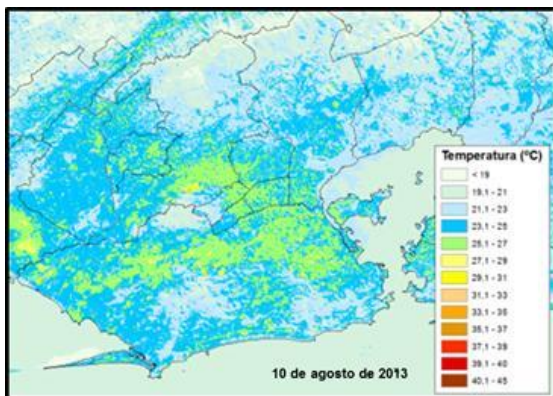 Temperatura (ºC)
< 19
19,1 - 21
21,1 - 23
23,1 - 25
25,1 - 27
27,1 - 29
29,1 - 31
31,1 - 33
33,1 - 35
35,1 - 37
37,1 - 39
39,1 - 40
40,1 - 45
10 de agosto de 2013